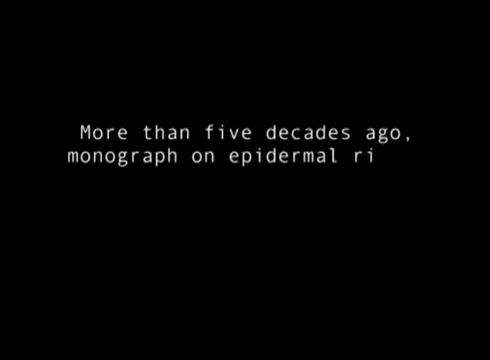 More than five decades ago,
monograph on epidermal ri